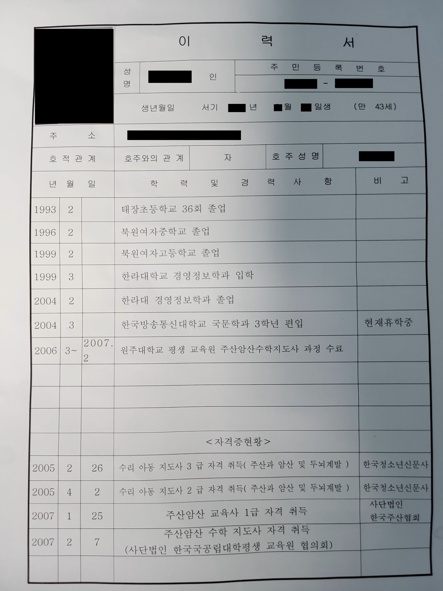 이 력 서
성 명 인 주 민 등 록 번 호
-
생년월일 서기 년 월 일생 (만 43세)
주 소
호적관계 호주와의 관계 자 호주성명
년 월 일 학 력 및 경 력 사 항 비 고
1993 2 태장초등학교 36회 졸업
1996 2 북원여자중학교 졸업
1999 2 북원여자고등학교 졸업
1999 3 한라대학교 경영정보학과 입학
2004 2 한라대 경영정보학과 졸업
2004 3 한국방송통신대학교 국문학과 3학년 편입 현재휴학중
2006 3~ 2007.2 원주대학교 평생 교육원 주산암산수학지도사 과정 수료
<자격증현황>
2005 2 26 수리 아동 지도사 3 급 자격 취득( 주산과 암산 및 두뇌계발 ) 한국청소년신문사
2005 4 2 수리 아동 지도사 2 급 자격 취득( 주산과 암산 및 두뇌계발 ) 한국청소년신문사
2007 1 25 주산암산 교육사 1급 자격 취득 사단법인 한국주산협회
2007 2 7 주산암산 수학 지도사 자격 취득
(사단법인 한국국공립대학평생 교육원 협의회)